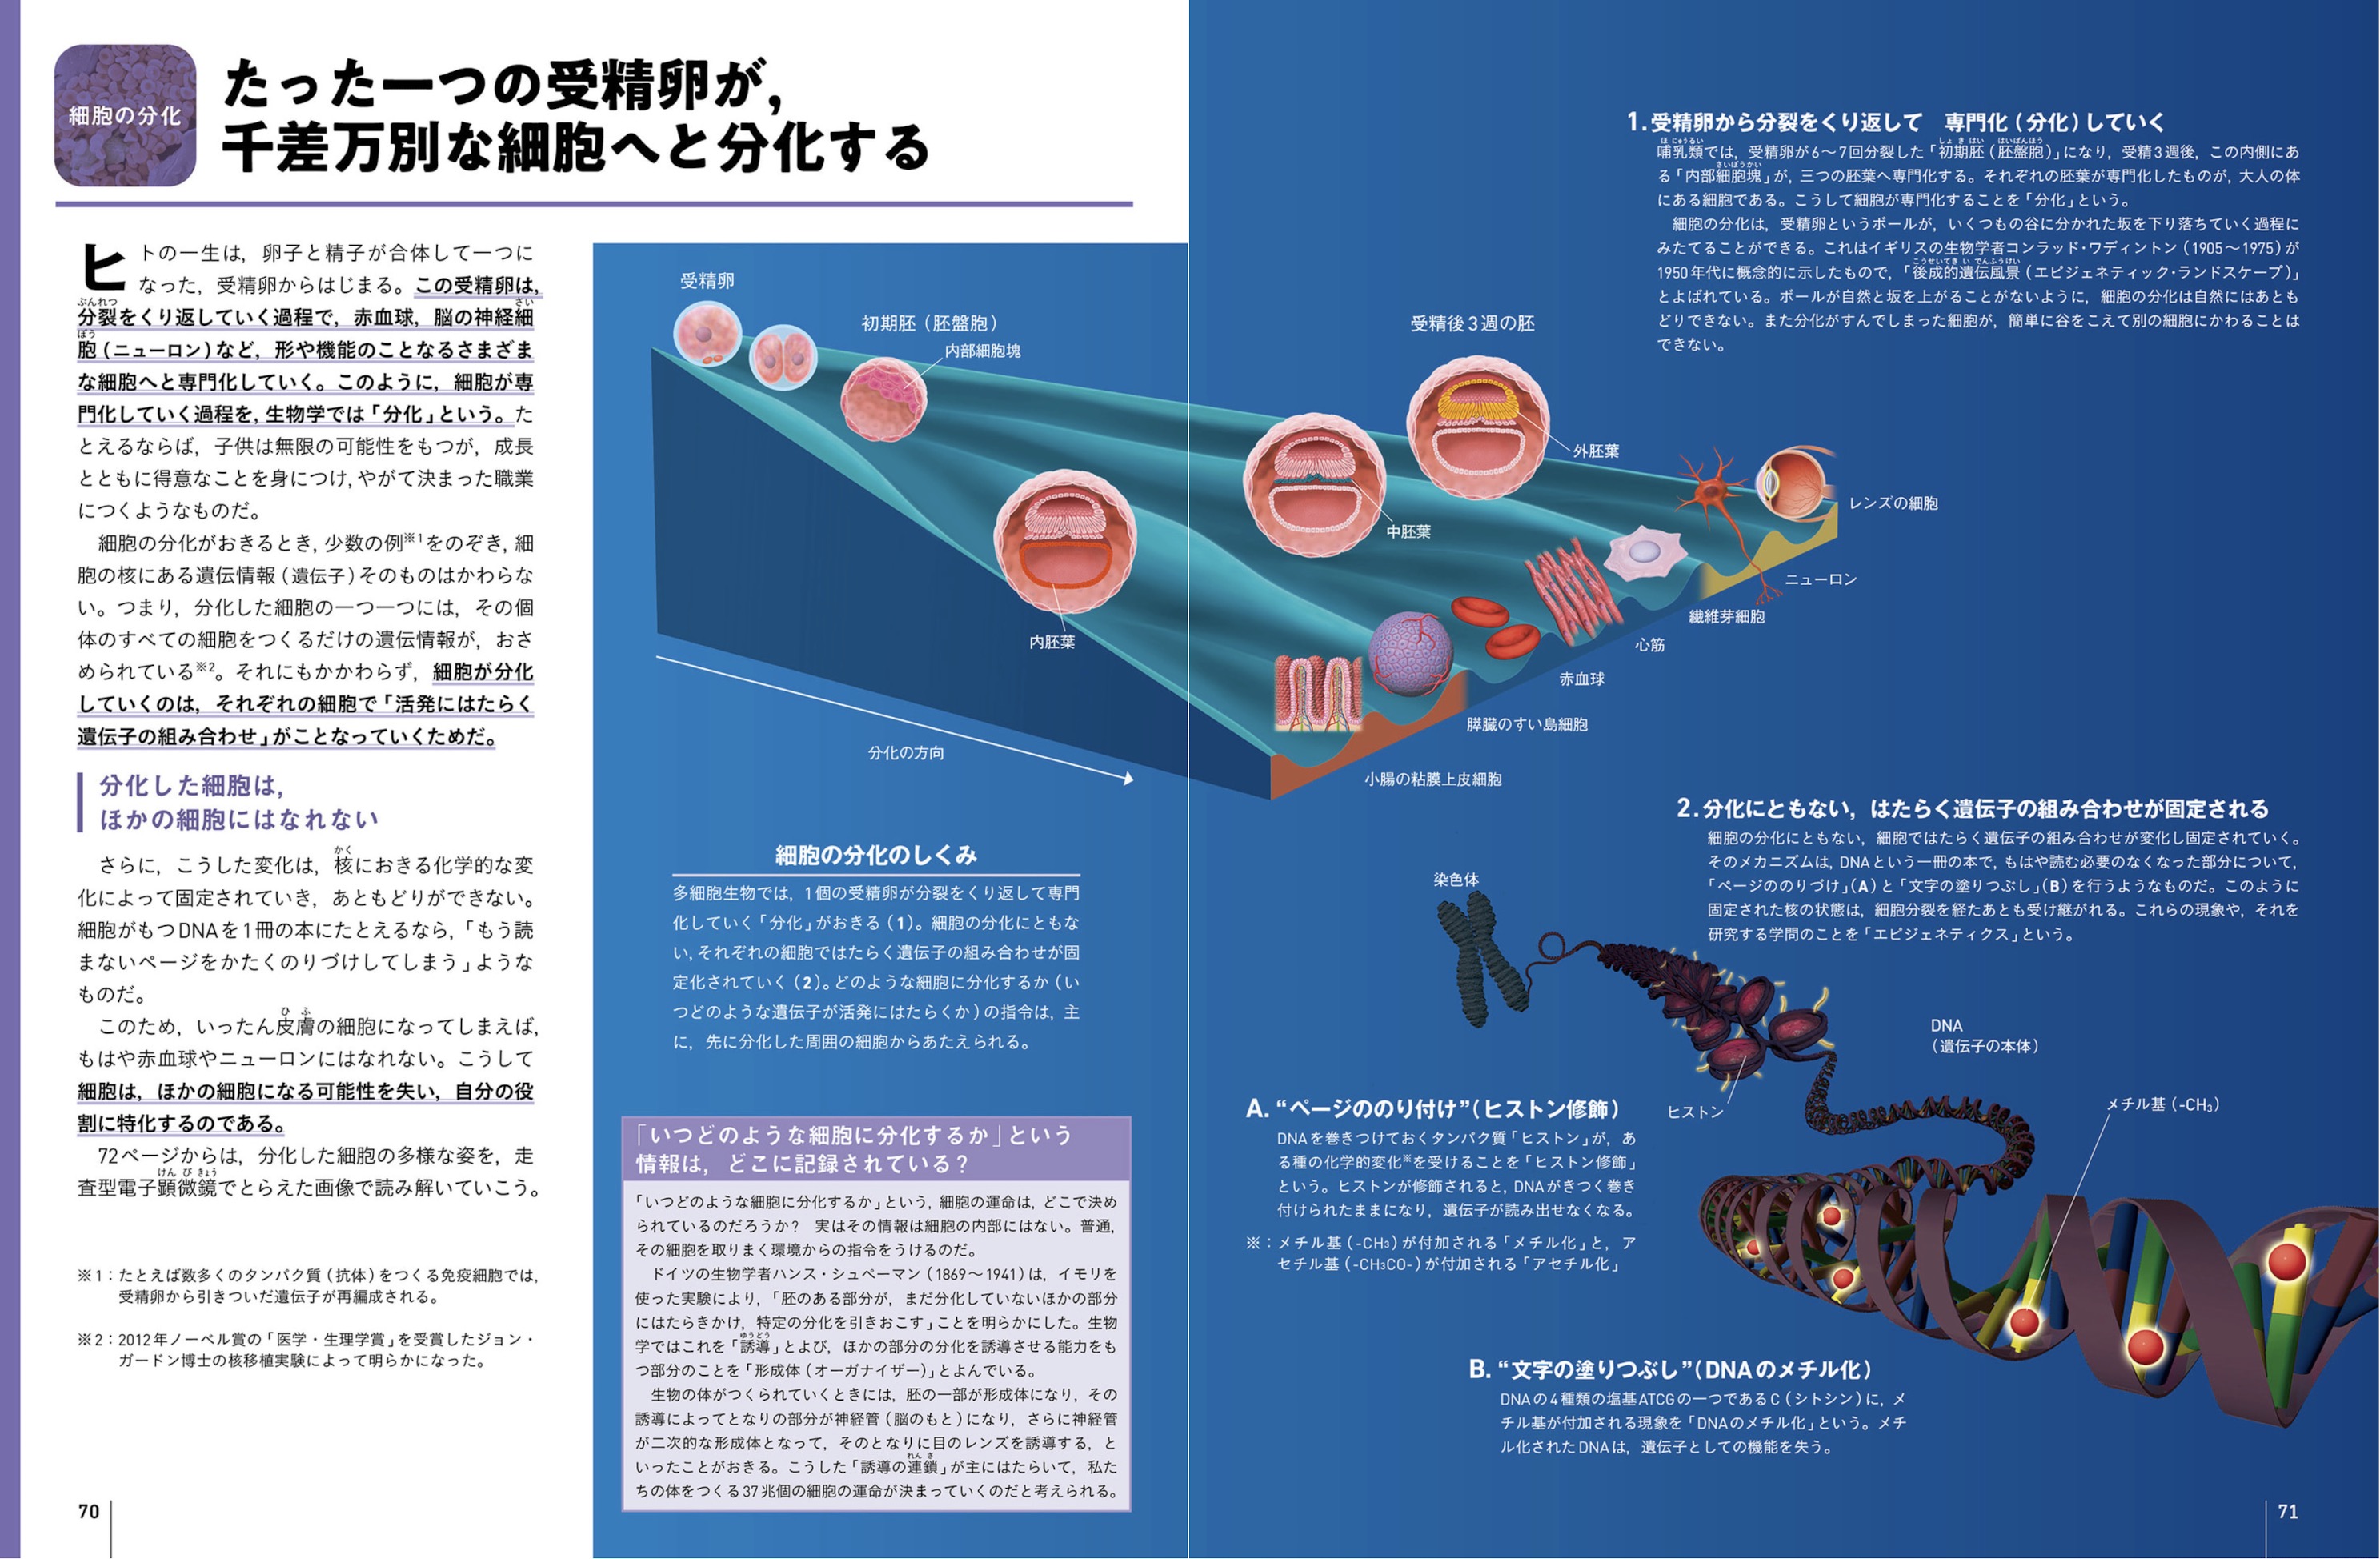 細胞の分化
たった一つの受精卵が,
千差万別な細胞へと分化する
ヒトの一生は，卵子と精子が合体して一つに
なった，受精卵からはじまる。この受精卵は,
分裂をくり返していく過程で，赤血球，脳の神経細
胞（ニューロン）など，形や機能のことなるさまざま
な細胞へと専門化していく。このように，細胞が専
門化していく過程を，生物学では「分化」という。た
とえるならば，子供は無限の可能性をもつが，成長
とともに得意なことを身につけ，やがて決まった職業
につくようなものだ。
細胞の分化がおきるとき，少数の例※1をのぞき，細
胞の核にある遺伝情報（遺伝子）そのものはかわらな
い。つまり，分化した細胞の一つ一つには，その個
体のすべての細胞をつくるだけの遺伝情報が，おさ
められている※2。それにもかかわらず，細胞が分化
していくのは，それぞれの細胞で「活発にはたらく
遺伝子の組み合わせ」がことなっていくためだ。
分化した細胞は,
ほかの細胞にはなれない
さらに，こうした変化は，核におきる化学的な変
化によって固定されていき，あともどりができない。
細胞がもつDNAを1冊の本にたとえるなら，「もう読
まないページをかたくのりづけしてしまう」ような
ものだ。
このため，いったん皮膚の細胞になってしまえば,
もはや赤血球やニューロンにはなれない。こうして
細胞は，ほかの細胞になる可能性を失い，自分の役
割に特化するのである。
72ページからは，分化した細胞の多様な姿を，走
査型電子顕微鏡でとらえた画像で読み解いていこう。
※1：たとえば数多くのタンパク質（抗体）をつくる免疫細胞では,
受精卵から引きついだ遺伝子が再編成される。
※2：2012年ノーベル賞の「医学・生理学賞」を受賞したジョン・
ガードン博士の核移植実験によって明らかになった。
70
受精卵
初期胚（胚盤胞）
内部細胞塊
受精後3週の胚
外胚葉
中胚葉
内胚葉
レンズの細胞
ニューロン
繊維芽細胞
心筋
赤血球
膵臓のすい島細胞
小腸の粘膜上皮細胞
分化の方向
細胞の分化のしくみ
多細胞生物では，1個の受精卵が分裂をくり返して専門
化していく「分化」がおきる（1）。細胞の分化にともな
い，それぞれの細胞ではたらく遺伝子の組み合わせが固
定化されていく（2）。どのような細胞に分化するか（い
つどのような遺伝子が活発にはたらくか）の指令は，主
に，先に分化した周囲の細胞からあたえられる。
「いつどのような細胞に分化するか」という
情報は，どこに記録されている？
「いつどのような細胞に分化するか」という，細胞の運命は，どこで決め
られているのだろうか？　実はその情報は細胞の内部にはない。普通,
その細胞を取りまく環境からの指令をうけるのだ。
ドイツの生物学者ハンス・シュペーマン（1869～1941）は，イモリを
使った実験により，「胚のある部分が，まだ分化していないほかの部分
にはたらきかけ，特定の分化を引きおこす」ことを明らかにした。生物
学ではこれを「誘導」とよび，ほかの部分の分化を誘導させる能力をも
つ部分のことを「形成体（オーガナイザー）」とよんでいる。
生物の体がつくられていくときには，胚の一部が形成体になり，その
誘導によってとなりの部分が神経管（脳のもと）になり，さらに神経管
が二次的な形成体となって，そのとなりに目のレンズを誘導する，と
いったことがおきる。こうした「誘導の連鎖」が主にはたらいて，私た
ちの体をつくる37兆個の細胞の運命が決まっていくのだと考えられる。
1.受精卵から分裂をくり返して　専門化（分化）していく
哺乳類では，受精卵が6～7回分裂した「初期胚（胚盤胞）」になり，受精3週後，この内側にあ
る「内部細胞塊」が，三つの胚葉へ専門化する。それぞれの胚葉が専門化したものが，大人の体
にある細胞である。こうして細胞が専門化することを「分化」という。
細胞の分化は，受精卵というボールが，いくつもの谷に分かれた坂を下り落ちていく過程に
みたてることができる。これはイギリスの生物学者コンラッド・ワディントン（1905～1975）が
1950年代に概念的に示したもので，「後成的遺伝風景（エピジェネティック・ランドスケープ）」
とよばれている。ボールが自然と坂を上がることがないように，細胞の分化は自然にはあとも
どりできない。また分化がすんでしまった細胞が，簡単に谷をこえて別の細胞にかわることは
できない。
2.分化にともない，はたらく遺伝子の組み合わせが固定される
細胞の分化にともない，細胞ではたらく遺伝子の組み合わせが変化し固定されていく。
そのメカニズムは，DNAという一冊の本で，もはや読む必要のなくなった部分について,
「ページののりづけ」（A）と「文字の塗りつぶし」（B）を行うようなものだ。このように
固定された核の状態は，細胞分裂を経たあとも受け継がれる。これらの現象や，それを
研究する学問のことを「エピジェネティクス」という。
染色体
DNA
（遺伝子の本体）
ヒストン
メチル基（-CH₃）
A. “ページののり付け”（ヒストン修飾）
DNAを巻きつけておくタンパク質「ヒストン」が，あ
る種の化学的変化※を受けることを「ヒストン修飾」
という。ヒストンが修飾されると，DNAがきつく巻き
付けられたままになり，遺伝子が読み出せなくなる。
※：メチル基（-CH₃）が付加される「メチル化」と，ア
セチル基（-CH₃CO-）が付加される「アセチル化」
B. “文字の塗りつぶし”（DNAのメチル化）
DNAの4種類の塩基ATCGの一つであるC（シトシン）に，メ
チル基が付加される現象を「DNAのメチル化」という。メチ
ル化されたDNAは，遺伝子としての機能を失う。
71